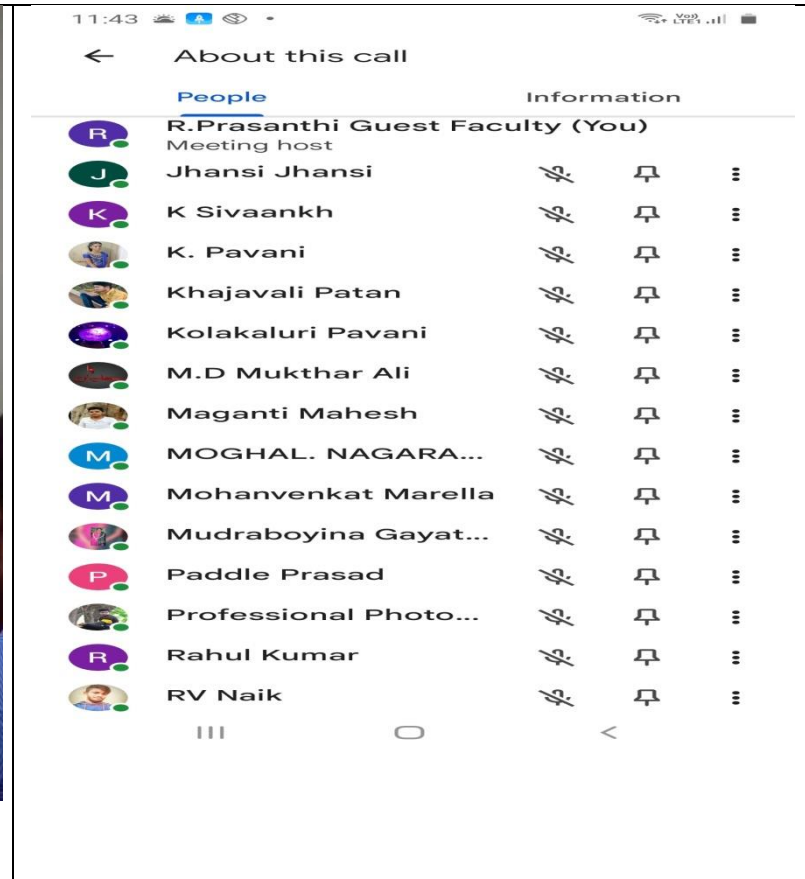 11:43
About this call
People Information
R R.Prasanthi Guest Faculty (You)
Meeting host
J Jhansi Jhansi
K K Sivaankh
K. Pavani
Khajavali Patan
Kolakaluri Pavani
M.D Mukthar Ali
Maganti Mahesh
M MOGHAL. NAGARA...
M Mohanvenkat Marella
Mudraboyina Gayat...
P Paddle Prasad
Professional Photo...
R Rahul Kumar
RV Naik